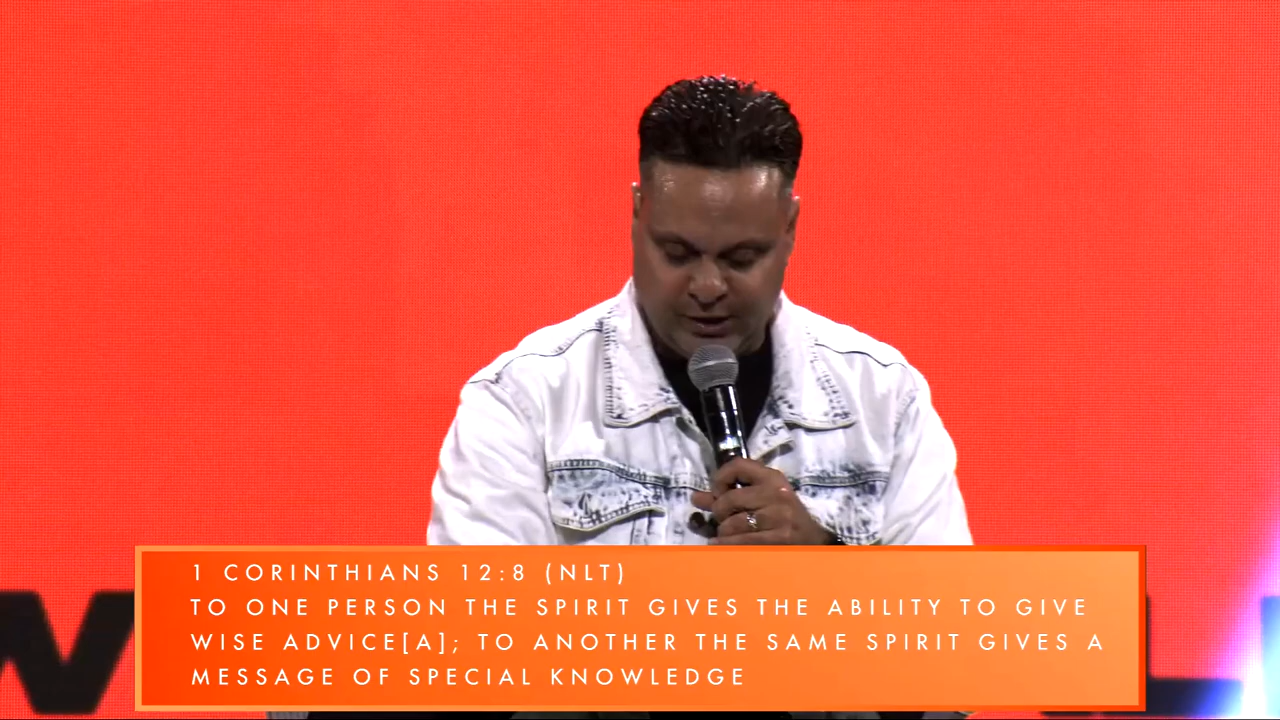 1 CORINTHIANS 12:8 (NLT)
TO ONE PERSON THE SPIRIT GIVES THE ABILITY TO GIVE
WISE ADVICE[A]; TO ANOTHER THE SAME SPIRIT GIVES A
MESSAGE OF SPECIAL KNOWLEDGE